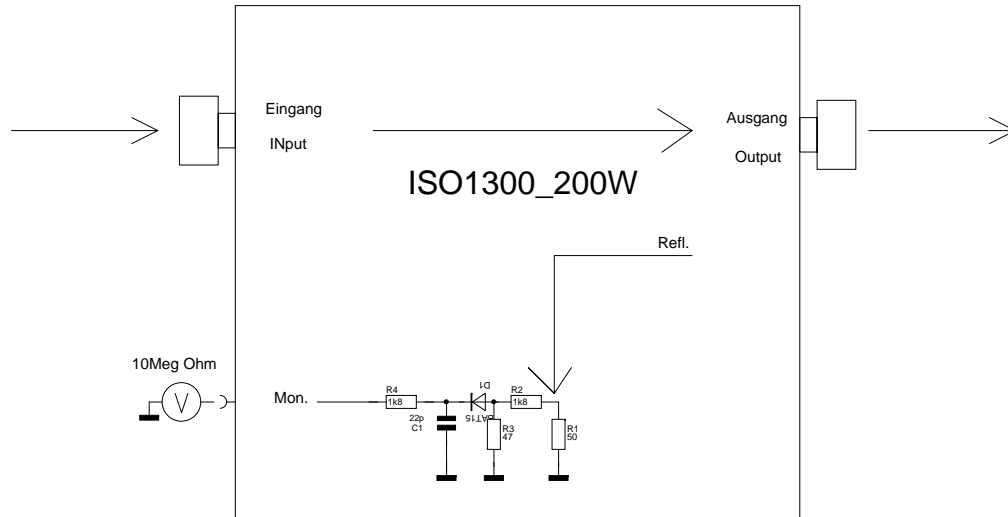 Eingang
INput
Ausgang
Output
ISO1300_200W
Refl.
10Meg Ohm
V
Mon.
R4
1k8
22p
C1
D1
BAT15
R2
1k8
R3
47
R1
50